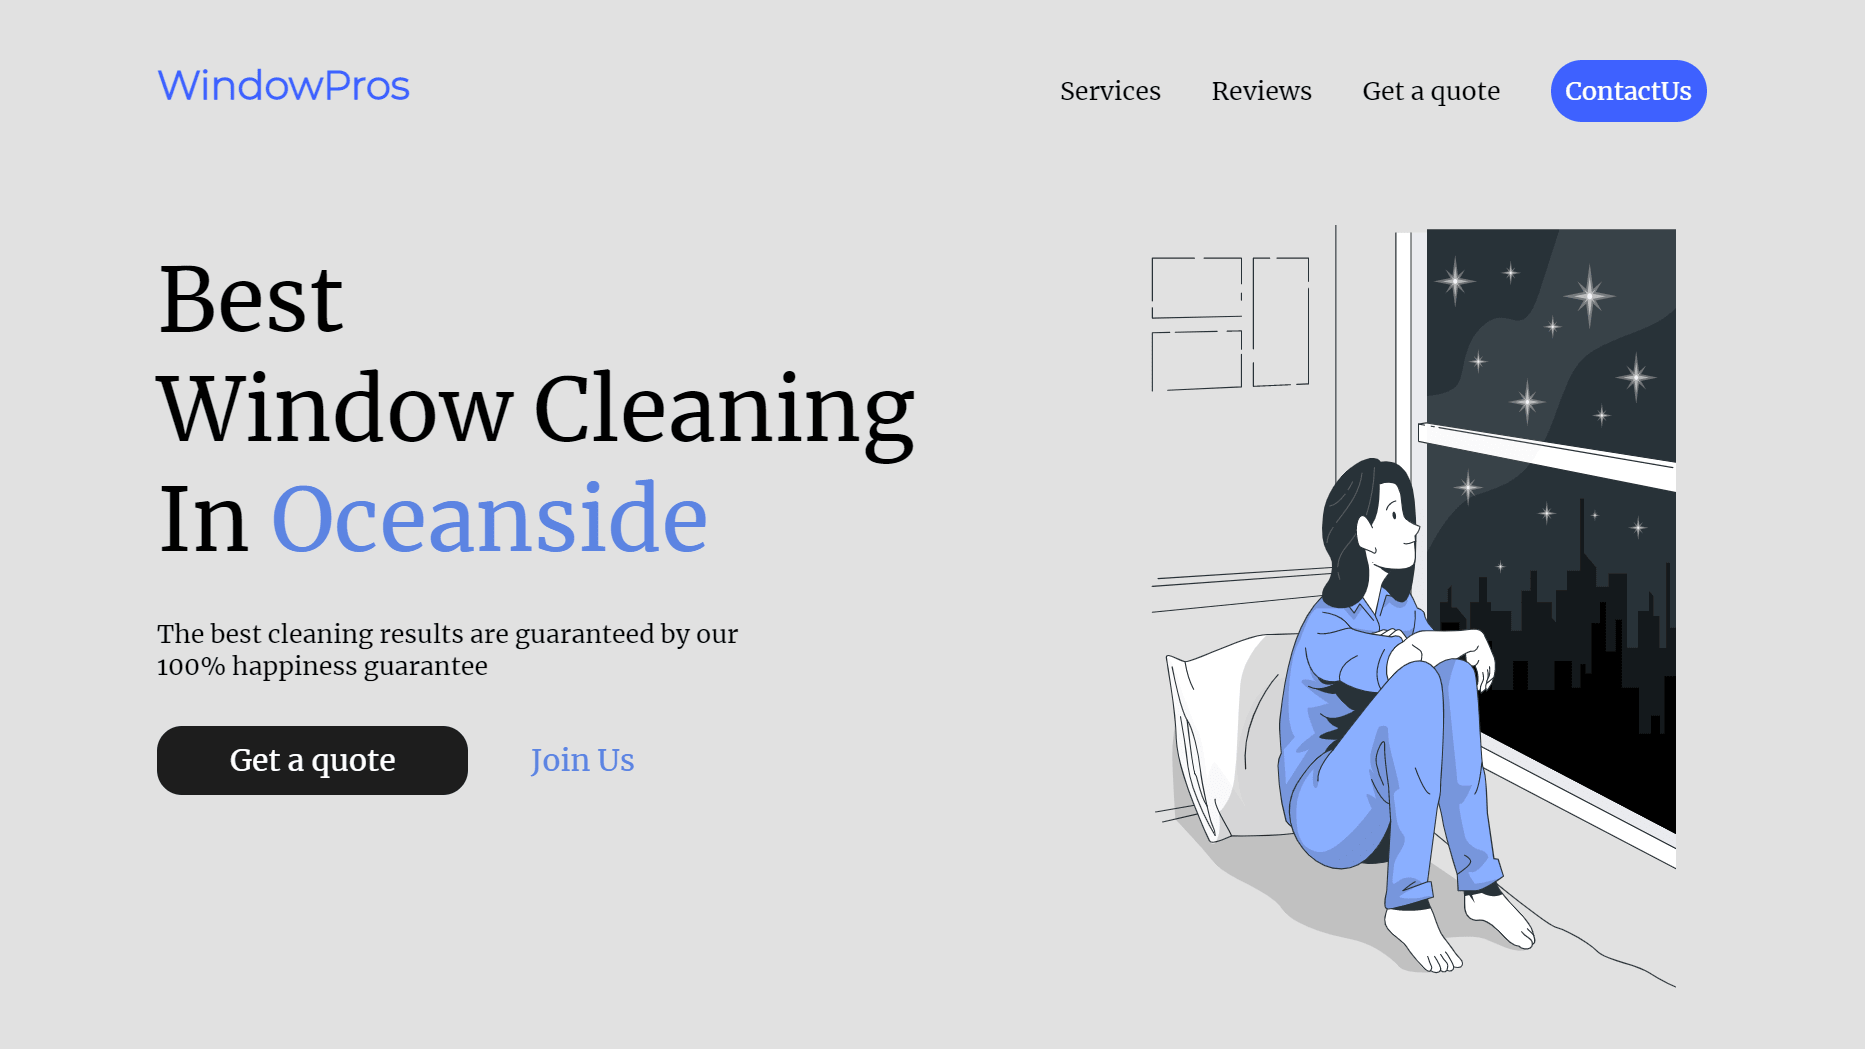 WindowPros
Services
Reviews
Get a quote
ContactUs
Best
Window Cleaning
In Oceanside
The best cleaning results are guaranteed by our
100% happiness guarantee
Get a quote
Join Us